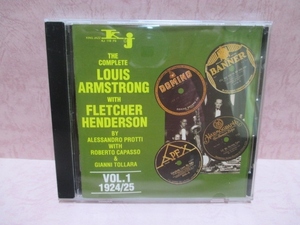 KJ
THE
COMPLETE
LOUIS
ARMSTRONG
WITH
FLETCHER
HENDERSON
BY
ALESSANDRO PROTTI
WITH
ROBERTO CAPASSO
&
GIANNI TOLLARA
VOL.1
1924/25
DOMINO
BANNER
APEX